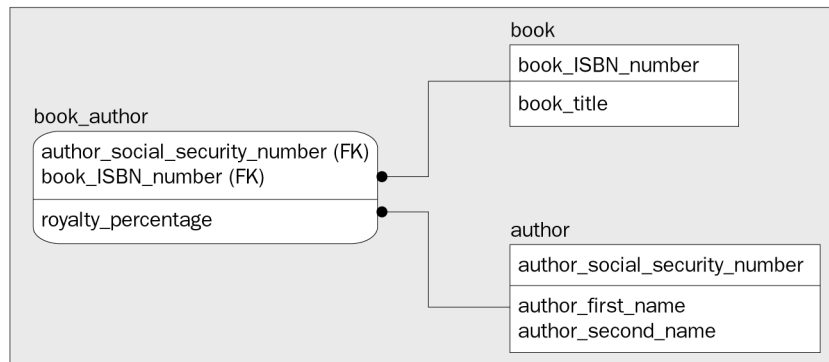 book
book_ISBN_number
book_title
book_author
author_social_security_number (FK)
book_ISBN_number (FK)
royalty_percentage
author
author_social_security_number
author_first_name
author_second_name